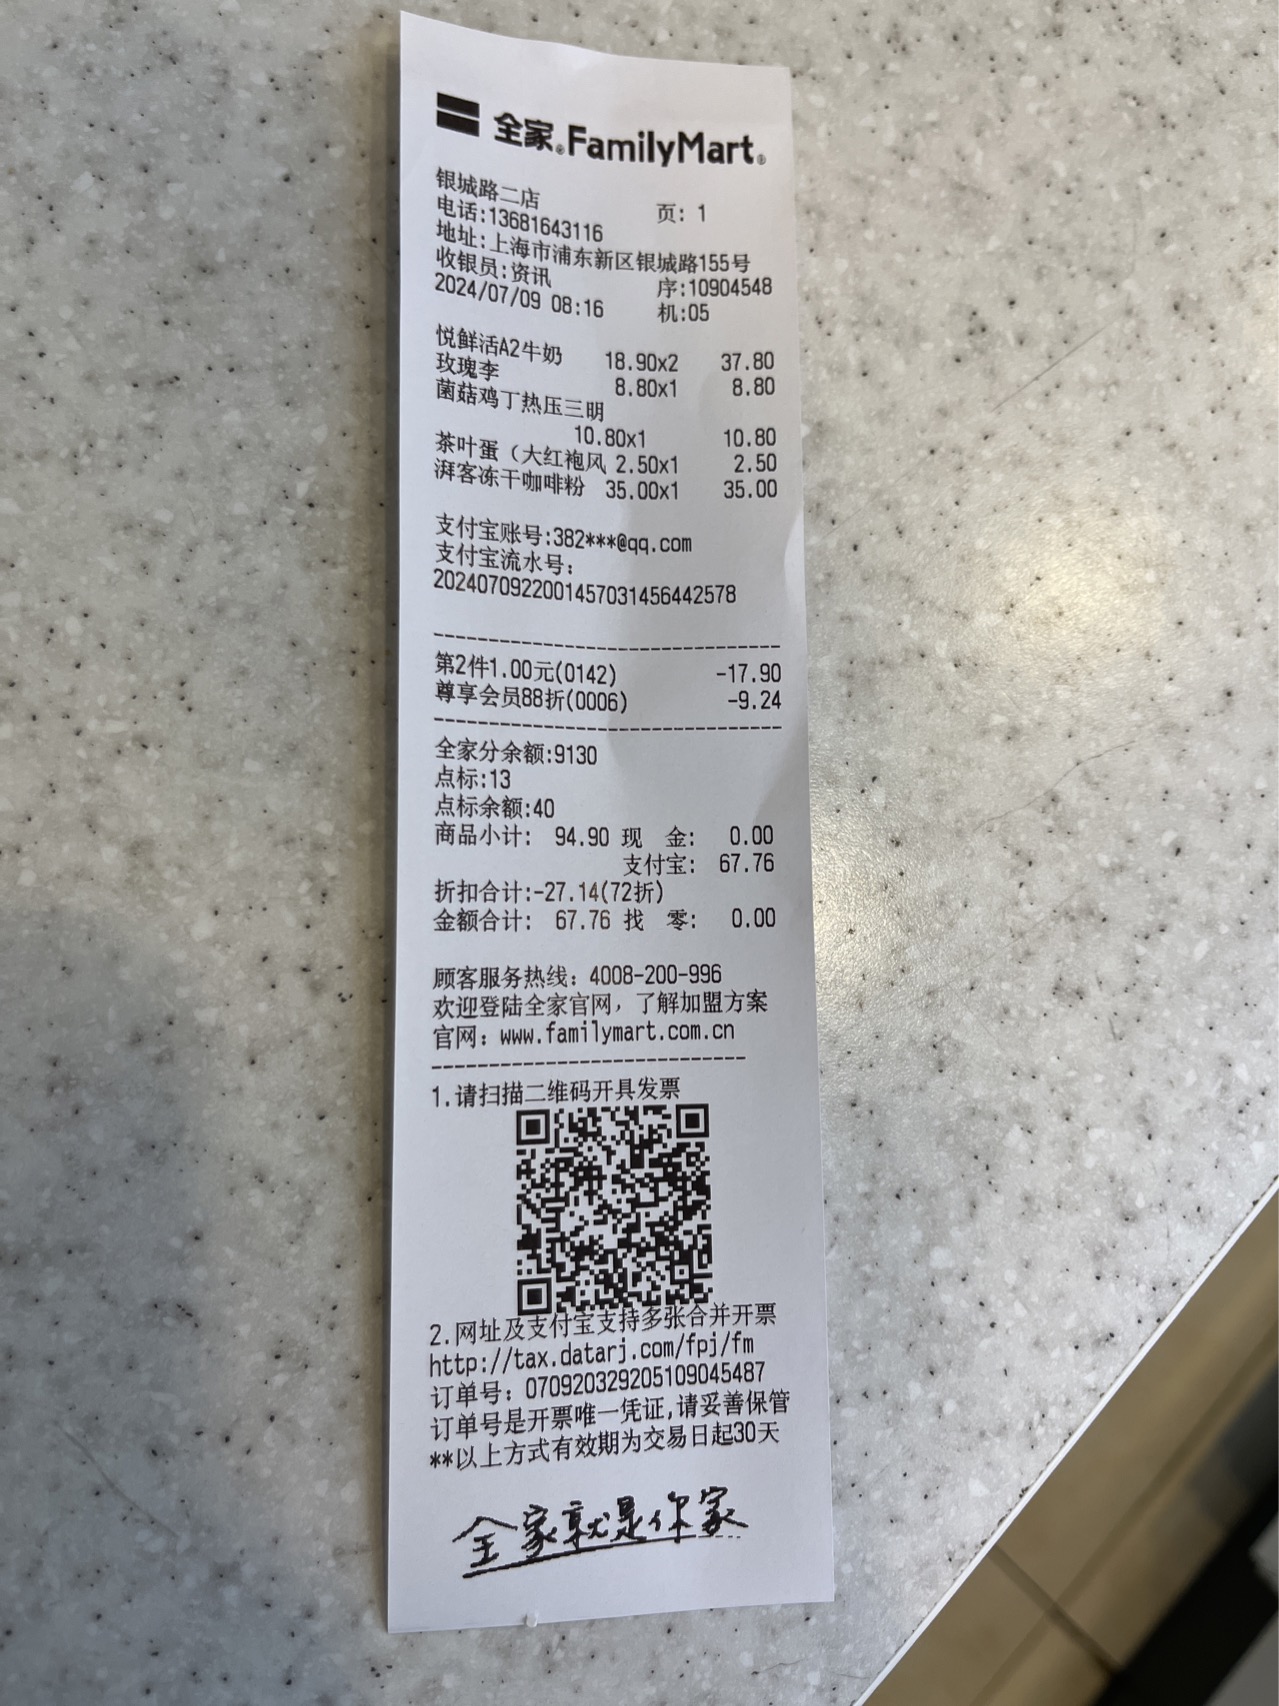 全家®FamilyMart®
银城路二店
电话:13681643116 页: 1
地址:上海市浦东新区银城路155号
收银员:资讯 序:10904548
2024/07/09 08:16 机:05
悦鲜活A2牛奶 18.90x2 37.80
玫瑰李 8.80x1 8.80
菌菇鸡丁热压三明
10.80x1 10.80
茶叶蛋（大红袍风 2.50x1 2.50
湃客冻干咖啡粉 35.00x1 35.00
支付宝账号:382***@qq.com
支付宝流水号:
2024070922001457031456442578
第2件1.00元(0142) -17.90
尊享会员88折(0006) -9.24
全家分余额:9130
点标:13
点标余额:40
商品小计: 94.90 现 金: 0.00
支付宝: 67.76
折扣合计:-27.14(72折)
金额合计: 67.76 找 零: 0.00
顾客服务热线: 4008-200-996
欢迎登陆全家官网，了解加盟方案
官网: www.familymart.com.cn
1.请扫描二维码开具发票
2.网址及支付宝支持多张合并开票
http://tax.datarj.com/fpj/fm
订单号: 070920329205109045487
订单号是开票唯一凭证,请妥善保管
**以上方式有效期为交易日起30天
全家就是你家